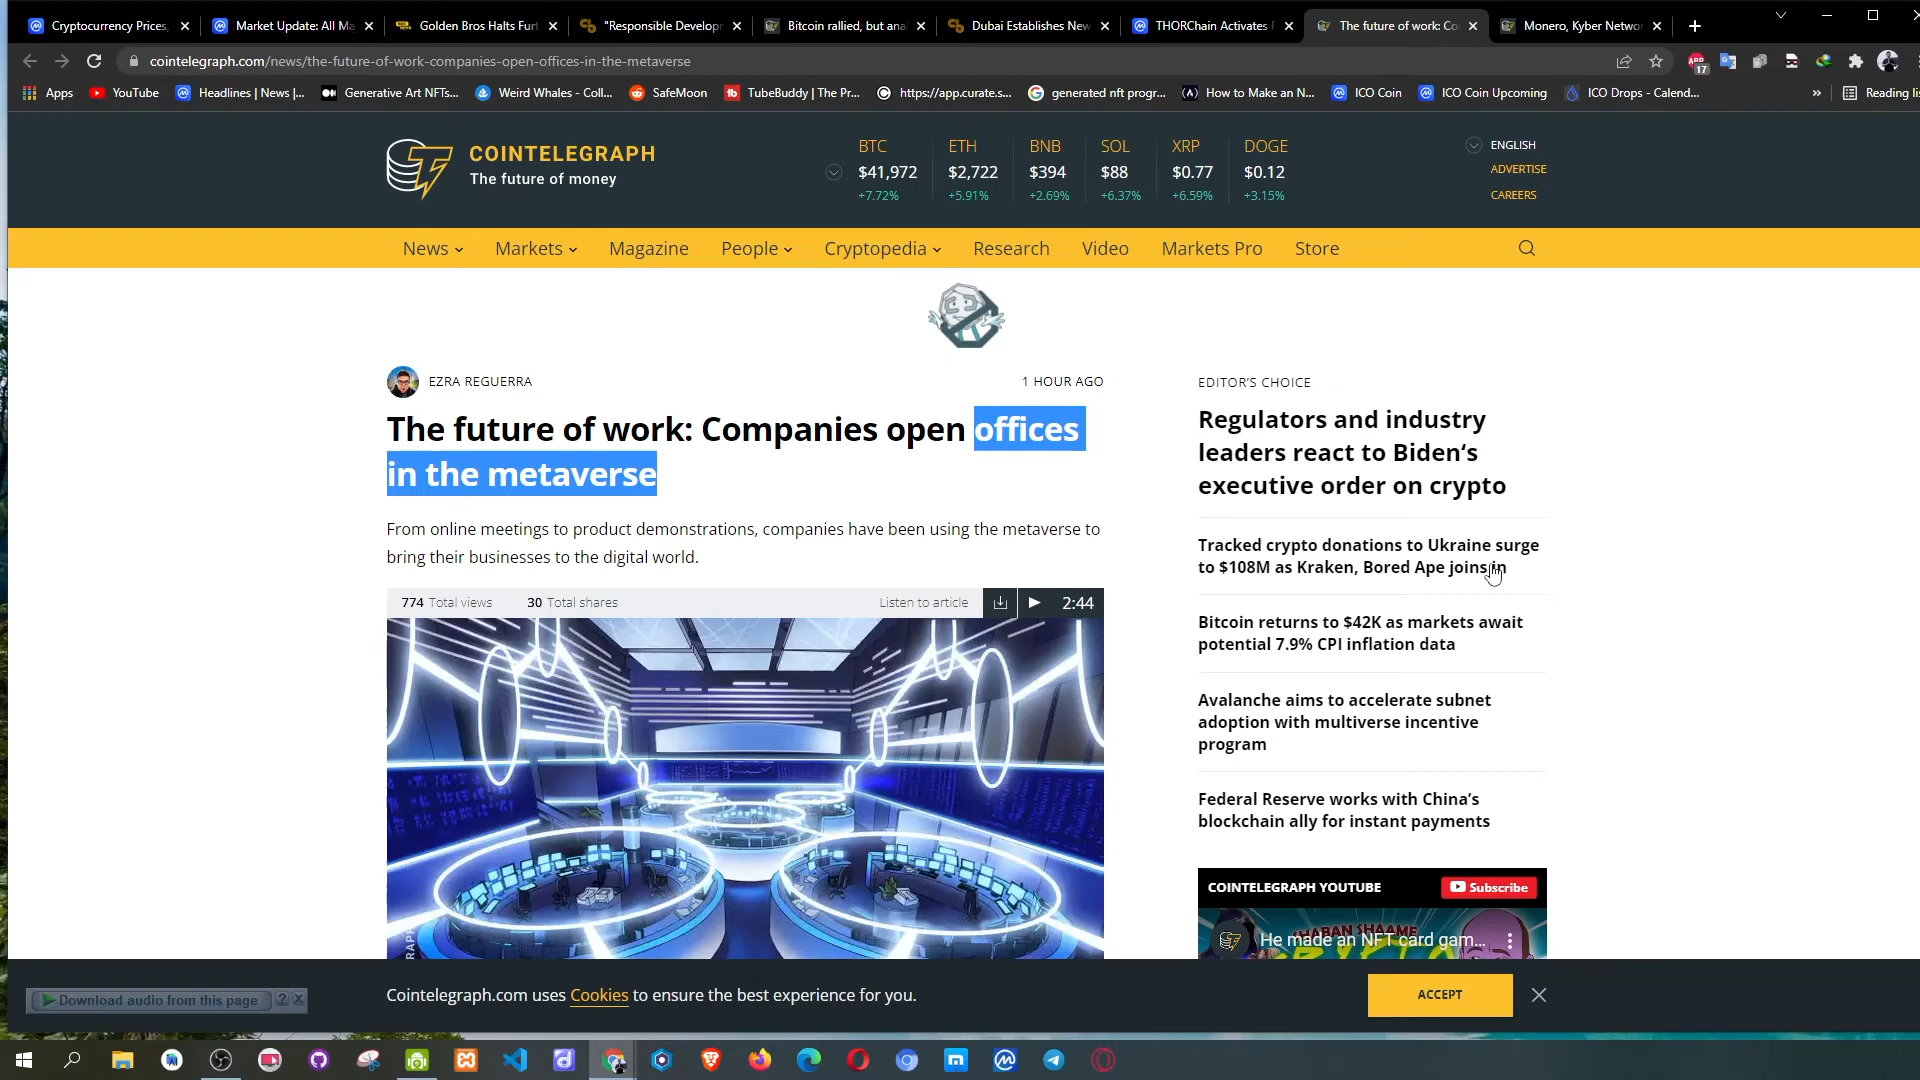 Cryptocurrency Prices,
Market Update: All Ma
Golden Bros Halts Furt
"Responsible Developm
Bitcoin rallied, but ana
Dubai Establishes New
THORChain Activates
The future of work: Co
Monero, Kyber Networ
cointelegraph.com/news/the-future-of-work-companies-open-offices-in-the-metaverse
ABP
17
Apps
YouTube
Headlines | News |...
Generative Art NFTs...
Weird Whales - Coll...
SafeMoon
TubeBuddy | The Pr...
https://app.curate.s...
generated nft progr...
How to Make an N...
ICO Coin
ICO Coin Upcoming
ICO Drops - Calend...
»
Reading lis
COINTELEGRAPH
The future of money
BTC
$41,972
+7.72%
ETH
$2,722
+5.91%
BNB
$394
+2.69%
SOL
$88
+6.37%
XRP
$0.77
+6.59%
DOGE
$0.12
+3.15%
ENGLISH
ADVERTISE
CAREERS
News
Markets
Magazine
People
Cryptopedia
Research
Video
Markets Pro
Store
EZRA REGUERRA
1 HOUR AGO
The future of work: Companies open offices
in the metaverse
From online meetings to product demonstrations, companies have been using the metaverse to
bring their businesses to the digital world.
774 Total views
30 Total shares
Listen to article
2:44
EDITOR'S CHOICE
Regulators and industry
leaders react to Biden‘s
executive order on crypto
Tracked crypto donations to Ukraine surge
to $108M as Kraken, Bored Ape joins in
Bitcoin returns to $42K as markets await
potential 7.9% CPI inflation data
Avalanche aims to accelerate subnet
adoption with multiverse incentive
program
Federal Reserve works with China’s
blockchain ally for instant payments
COINTELEGRAPH YOUTUBE
Subscribe
He made an NFT card gam...
Download audio from this page
?
X
Cointelegraph.com uses Cookies to ensure the best experience for you.
ACCEPT